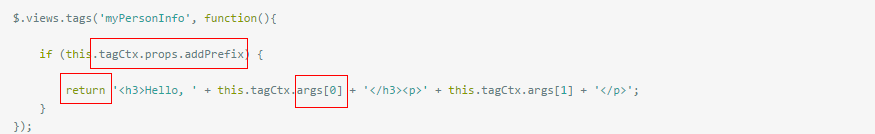 $.views.tags('myPersonInfo', function(){
if (this.tagCtx.props.addPrefix) {
return '<h3>Hello, ' + this.tagCtx.args[0] + '</h3><p>' + this.tagCtx.args[1] + '</p>';
}
});